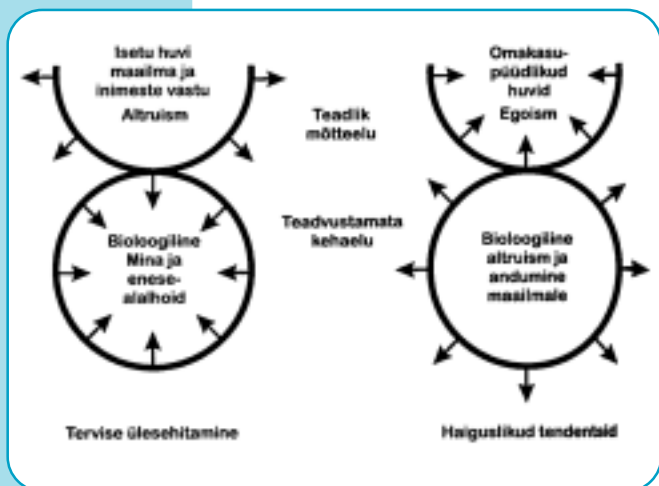 Isetu huvi
maailma ja
inimeste vastu
Altruism
Omakasu-
püüdlikud
huvid
Egoism
Teadlik
mõtteelu
Teadvustamata
kehaelu
Bioloogiline
Mina ja
enese-
alalhoid
Bioloogiline
altruism ja
andumine
maailmale
Tervise ülesehitamine
Haiguslikud tendentsid